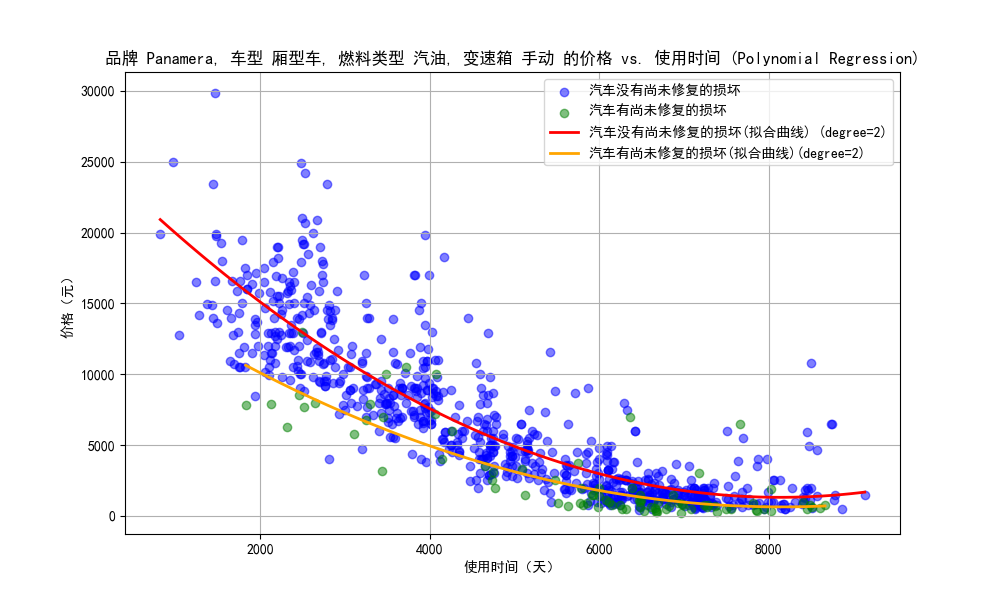 品牌 Panamera, 车型 厢型车, 燃料类型 汽油, 变速箱 手动 的价格 vs. 使用时间 (Polynomial Regression)
汽车没有尚未修复的损坏
汽车有尚未修复的损坏
汽车没有尚未修复的损坏(拟合曲线) (degree=2)
汽车有尚未修复的损坏(拟合曲线)(degree=2)
30000
25000
20000
15000
10000
5000
0
价格（元）
2000 4000 6000 8000
使用时间（天）